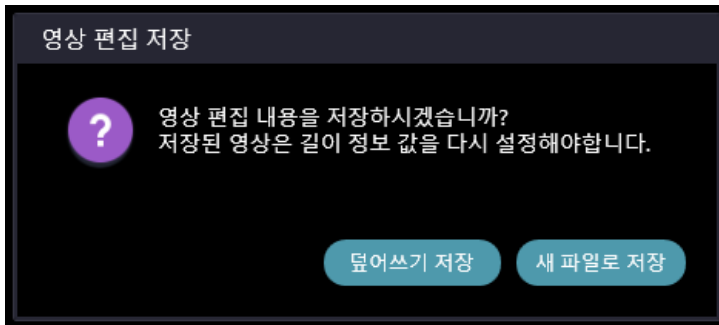 영상 편집 저장
?
영상 편집 내용을 저장하시겠습니까?
저장된 영상은 길이 정보 값을 다시 설정해야합니다.
덮어쓰기 저장
새 파일로 저장